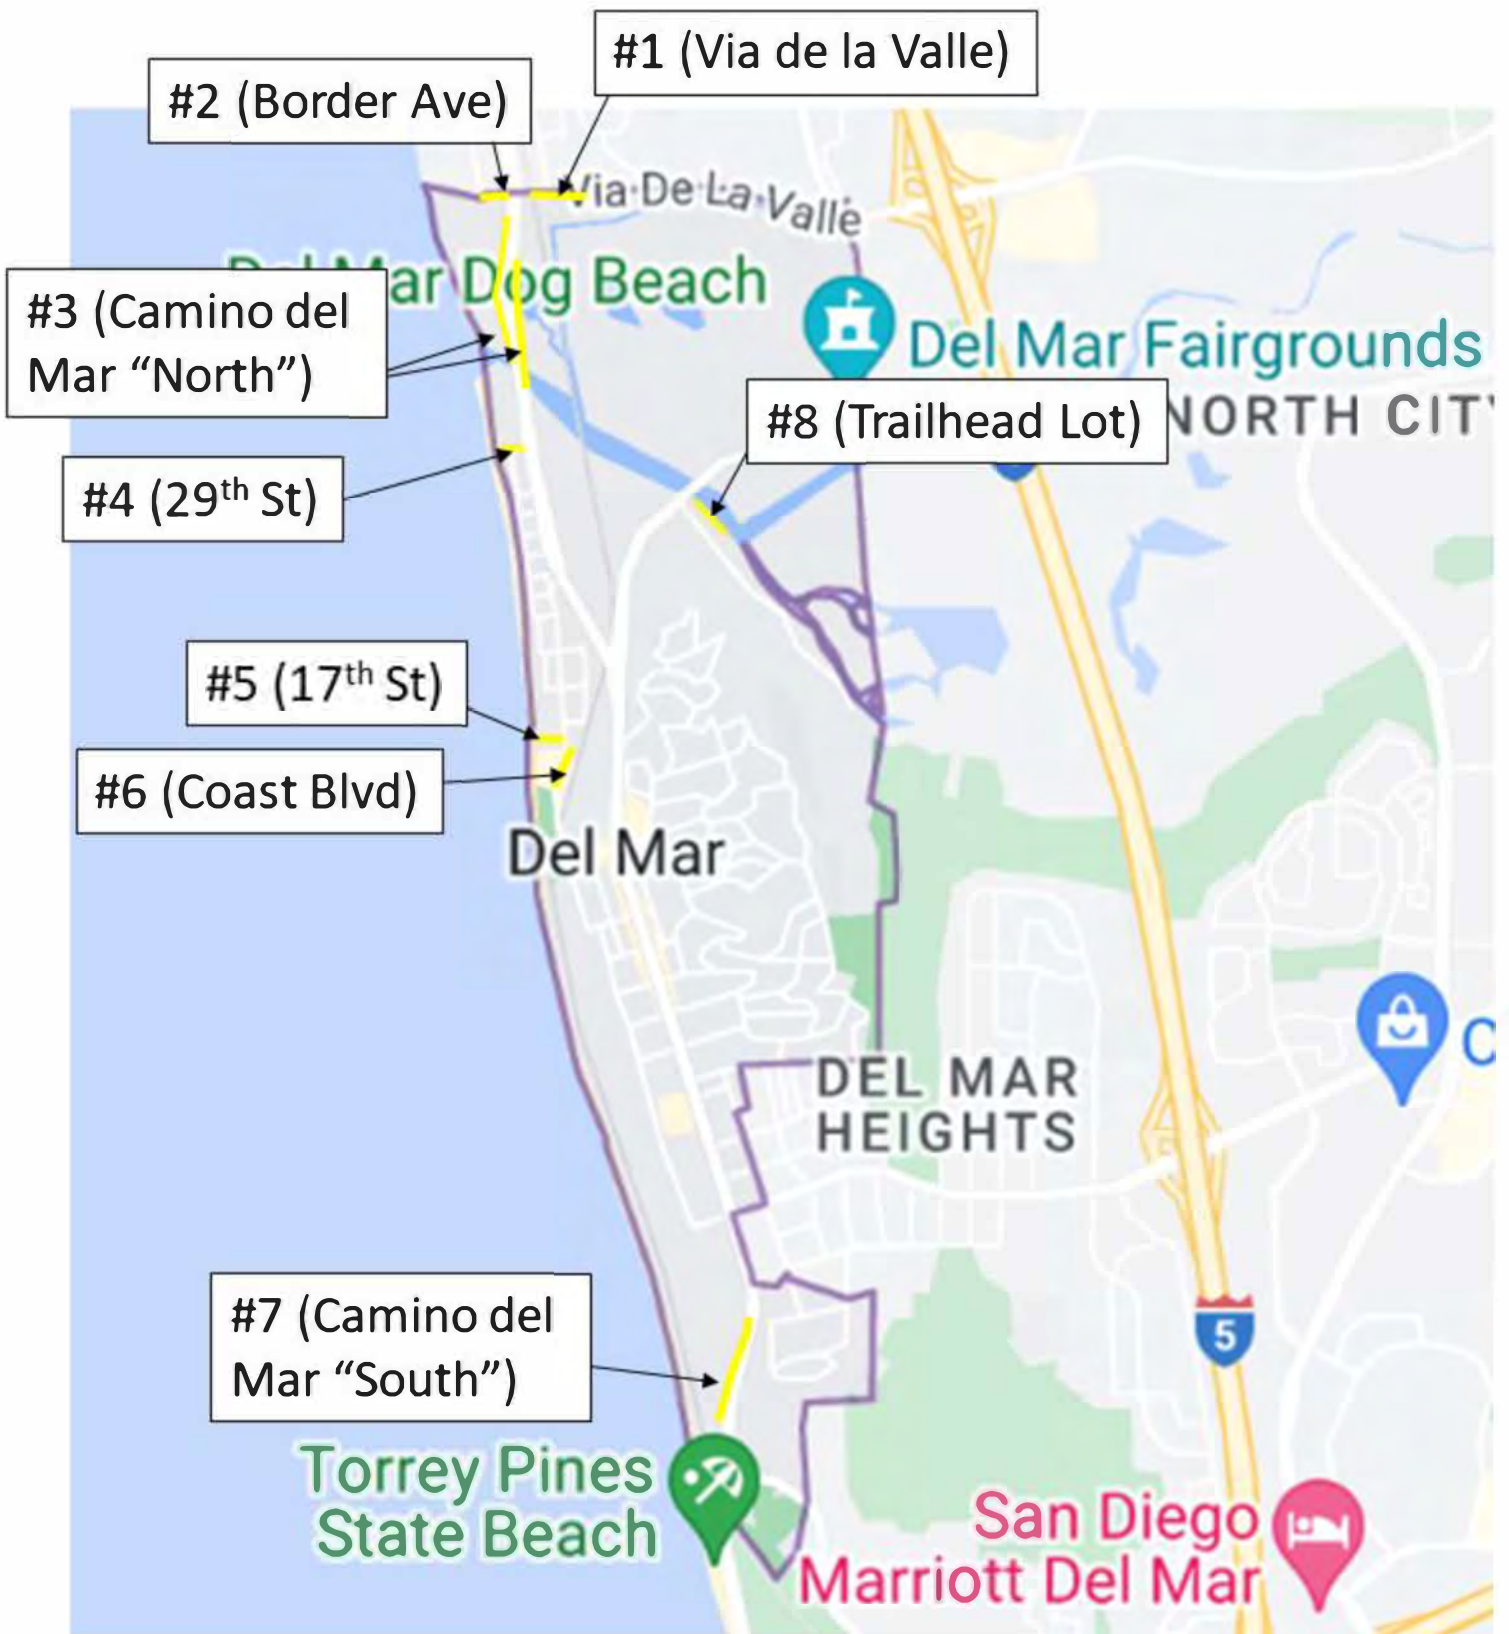 #1 (Via de la Valle)
#2 (Border Ave)
Via De La Valle
ar Dog Beach
#3 (Camino del
Mar “North”)
Del Mar Fairgrounds
#8 (Trailhead Lot)
NORTH CIT
#4 (29th St)
#5 (17th St)
#6 (Coast Blvd)
Del Mar
C
DEL MAR
HEIGHTS
#7 (Camino del
Mar “South”)
5
Torrey Pines
State Beach
San Diego
Marriott Del Mar